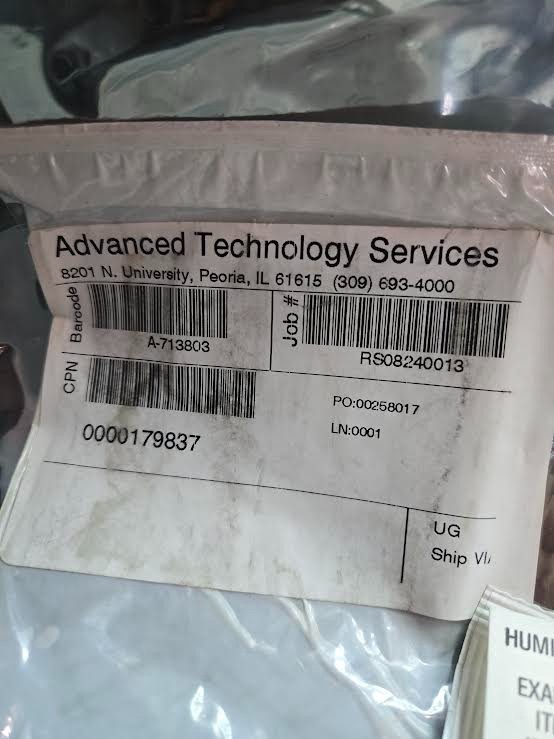 Advanced Technology Services
8201 N. University, Peoria, IL 61615 (309) 693-4000
Barcode
A-713803
Job #
RS08240013
CPN
0000179837
PO:00258017
LN:0001
UG
Ship